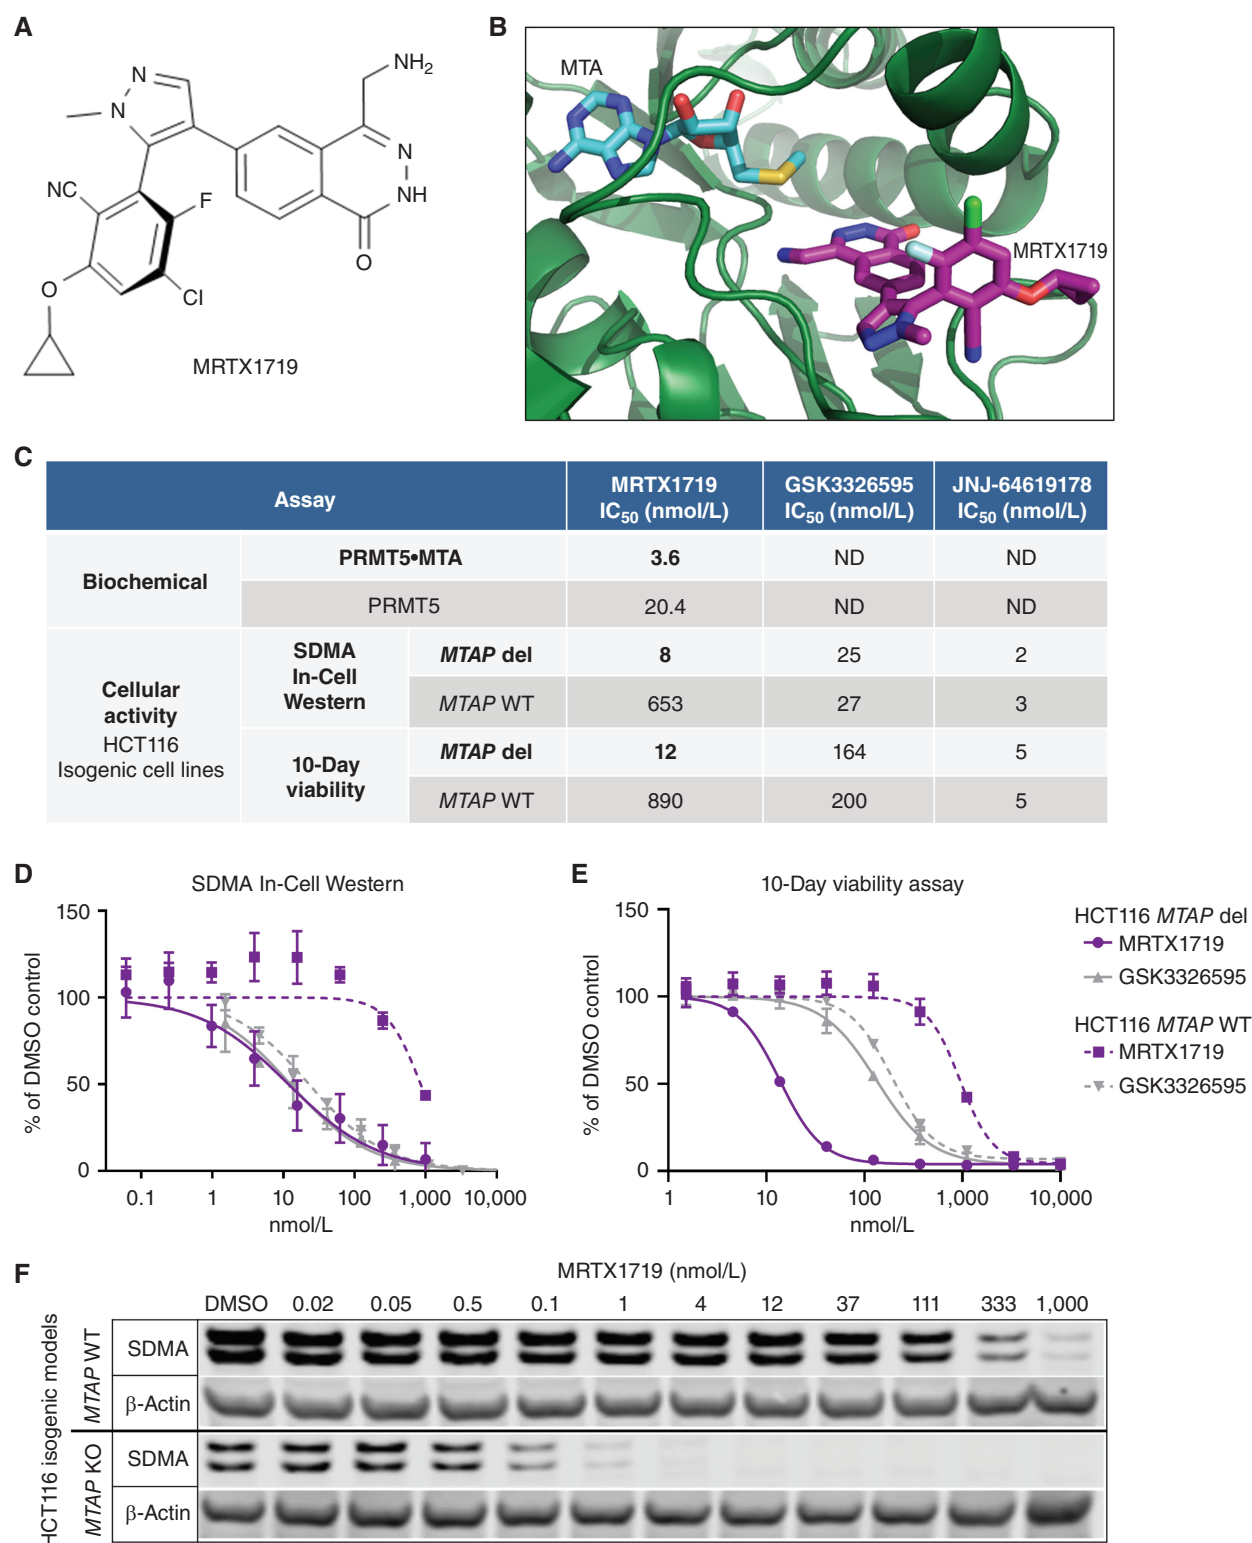 A
N
N
NH2
N
NH
O
NC
F
Cl
O
MRTX1719
B
MTA
MRTX1719
C
Assay
MRTX1719
IC50 (nmol/L)
GSK3326595
IC50 (nmol/L)
JNJ-64619178
IC50 (nmol/L)
Biochemical
PRMT5•MTA
3.6
ND
ND
PRMT5
20.4
ND
ND
Cellular
activity
HCT116
Isogenic cell lines
SDMA
In-Cell
Western
MTAP del
8
25
2
MTAP WT
653
27
3
10-Day
viability
MTAP del
12
164
5
MTAP WT
890
200
5
D
SDMA In-Cell Western
% of DMSO control
150
100
50
0
0.1
1
10
100
1,000
10,000
nmol/L
E
10-Day viability assay
% of DMSO control
150
100
50
0
1
10
100
1,000
10,000
nmol/L
HCT116 MTAP del
MRTX1719
GSK3326595
HCT116 MTAP WT
MRTX1719
GSK3326595
F
MRTX1719 (nmol/L)
DMSO 0.02 0.05 0.5 0.1 1 4 12 37 111 333 1,000
HCT116 isogenic models
MTAP WT
SDMA
β-Actin
MTAP KO
SDMA
β-Actin